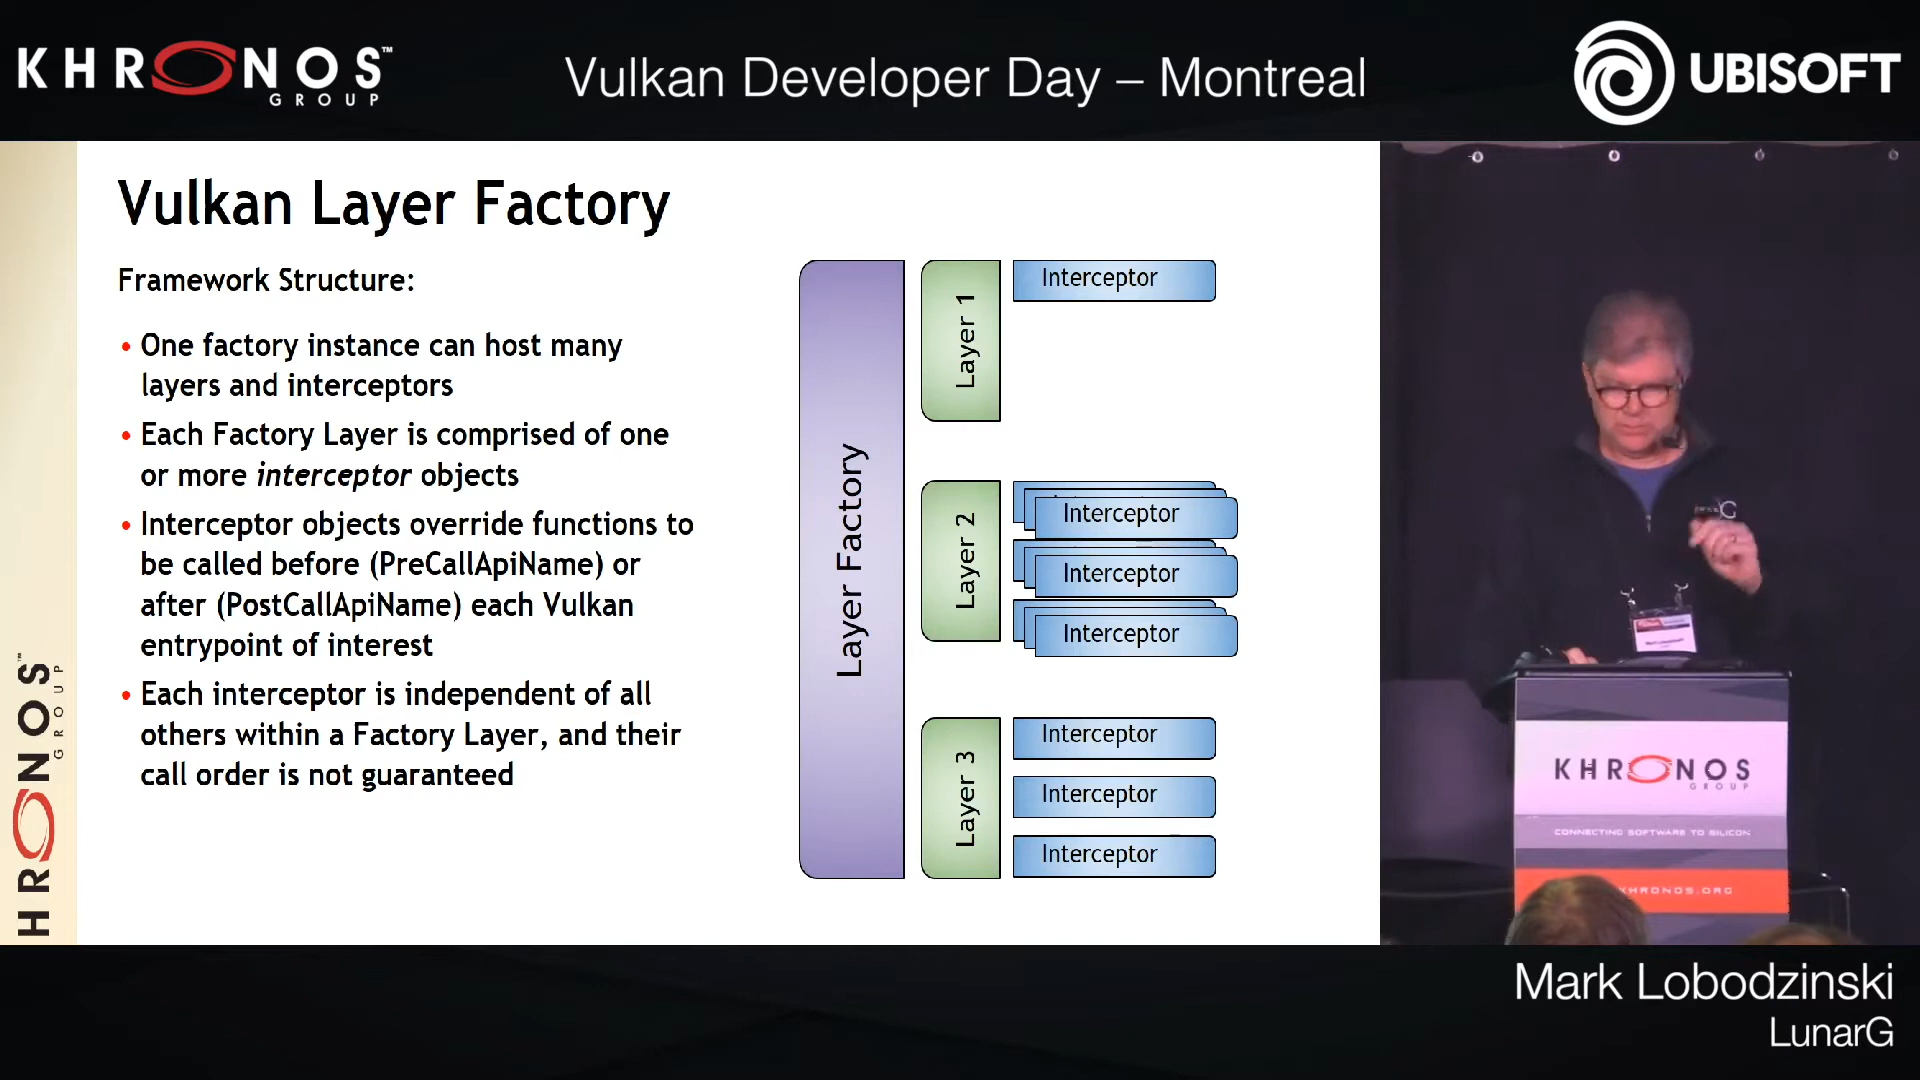 KHRONOS™
GROUP
Vulkan Developer Day – Montreal
UBISOFT
Vulkan Layer Factory
Framework Structure:
• One factory instance can host many
layers and interceptors
• Each Factory Layer is comprised of one
or more interceptor objects
• Interceptor objects override functions to
be called before (PreCallApiName) or
after (PostCallApiName) each Vulkan
entrypoint of interest
• Each interceptor is independent of all
others within a Factory Layer, and their
call order is not guaranteed
Layer Factory
Layer 1
Interceptor
Layer 2
Interceptor
Interceptor
Interceptor
Layer 3
Interceptor
Interceptor
Interceptor
KHRONOS™
GROUP
KHRONOS
GROUP
CONNECTING SOFTWARE TO SILICON
KHRONOS.ORG
Mark Lobodzinski
LunarG